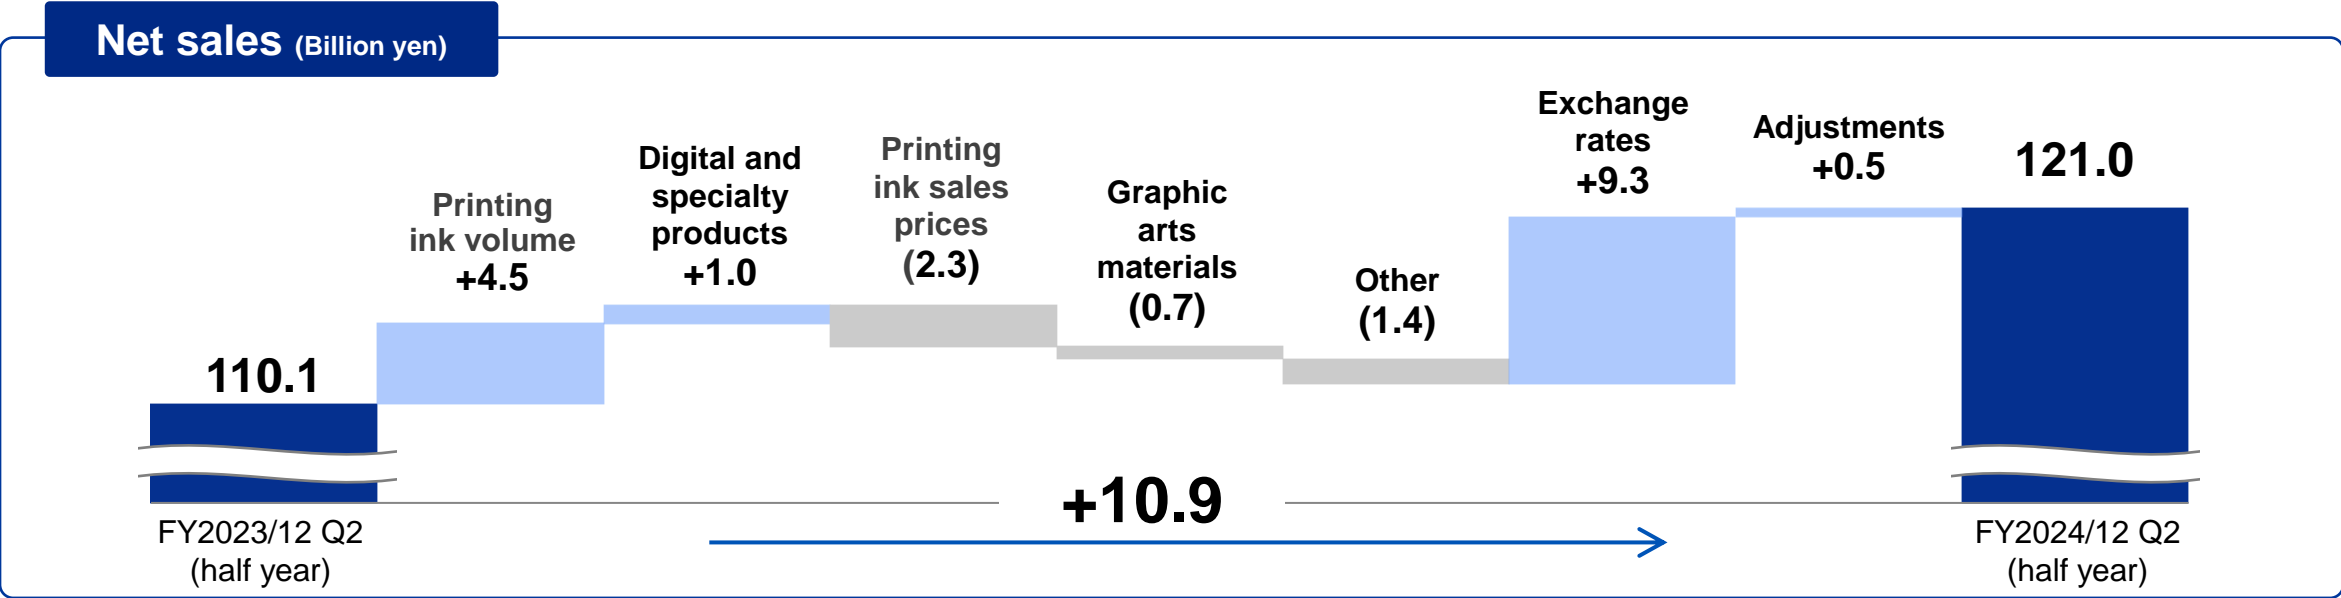 Net sales (Billion yen)
110.1
Printing
ink volume
+4.5
Digital and
specialty
products
+1.0
Printing
ink sales
prices
(2.3)
Graphic
arts
materials
(0.7)
Other
(1.4)
Exchange
rates
+9.3
Adjustments
+0.5
121.0
+10.9
FY2023/12 Q2
(half year)
FY2024/12 Q2
(half year)